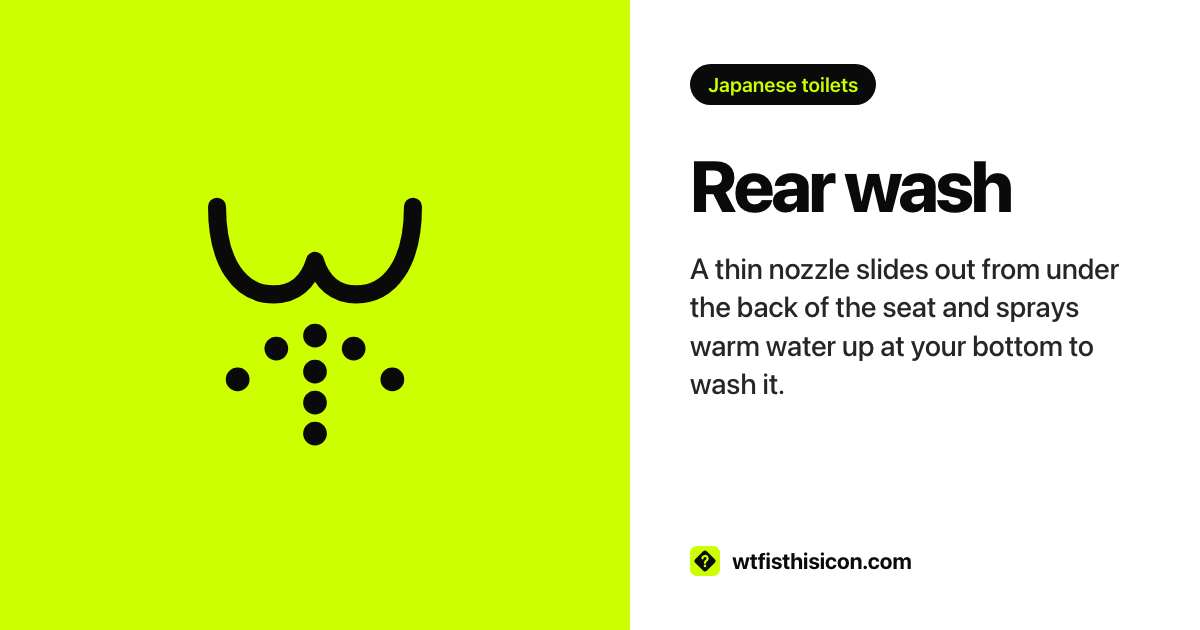 Japanese toilets
Rear wash
A thin nozzle slides out from under
the back of the seat and sprays
warm water up at your bottom to
wash it.
?
wtfisthisicon.com